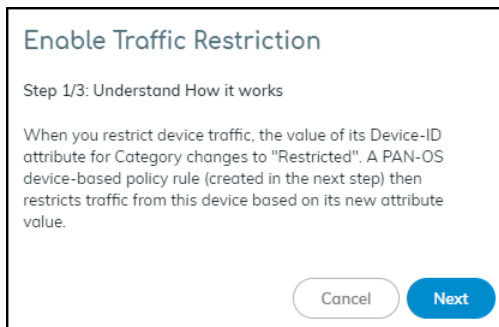 Enable Traffic Restriction
Step 1/3: Understand How it works
When you restrict device traffic, the value of its Device-ID
attribute for Category changes to "Restricted". A PAN-OS
device-based policy rule (created in the next step) then
restricts traffic from this device based on its new attribute
value.
Cancel
Next